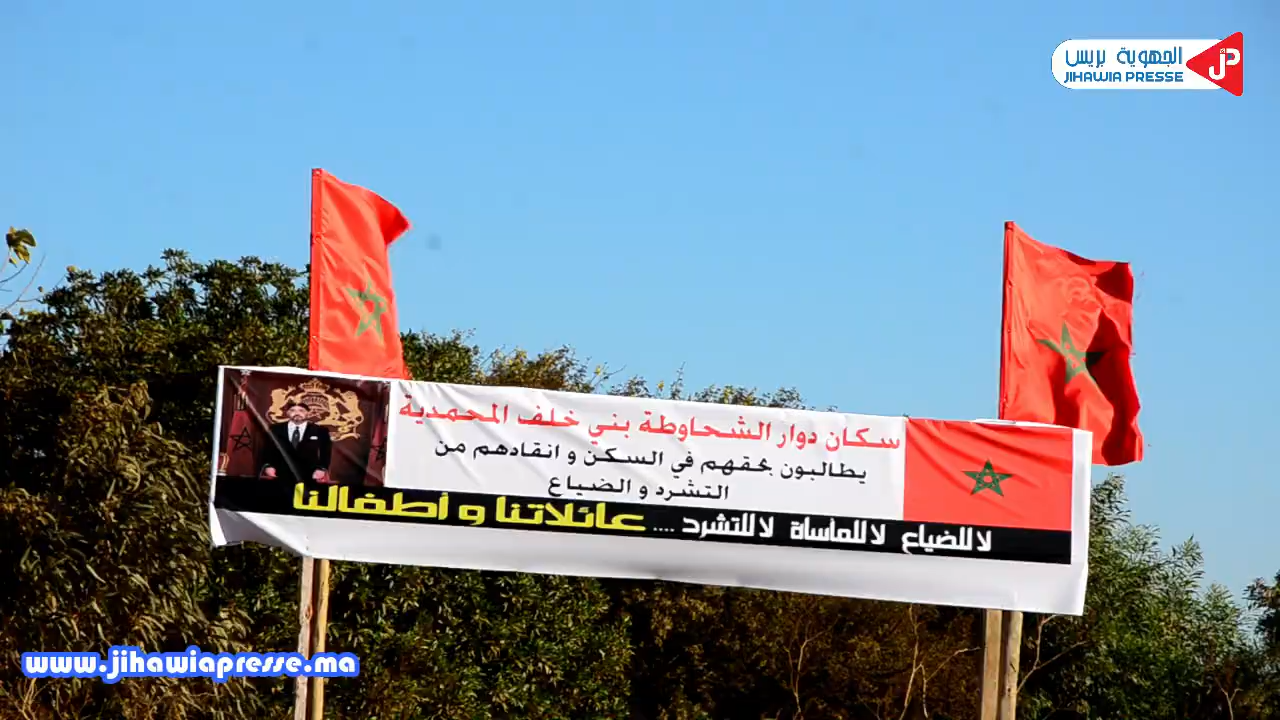 الجهوية بريس
JIHAWIA PRESSE
JP
سكان دوار الشحاوطة بني خلف المحمدية
يطالبون بحقهم في السكن و انقادهم من
التشرد و الضياع
لا للضياع لا للمأساة لا للتشرد .... عائلاتنا و أطفالنا
www.jihawiapresse.ma